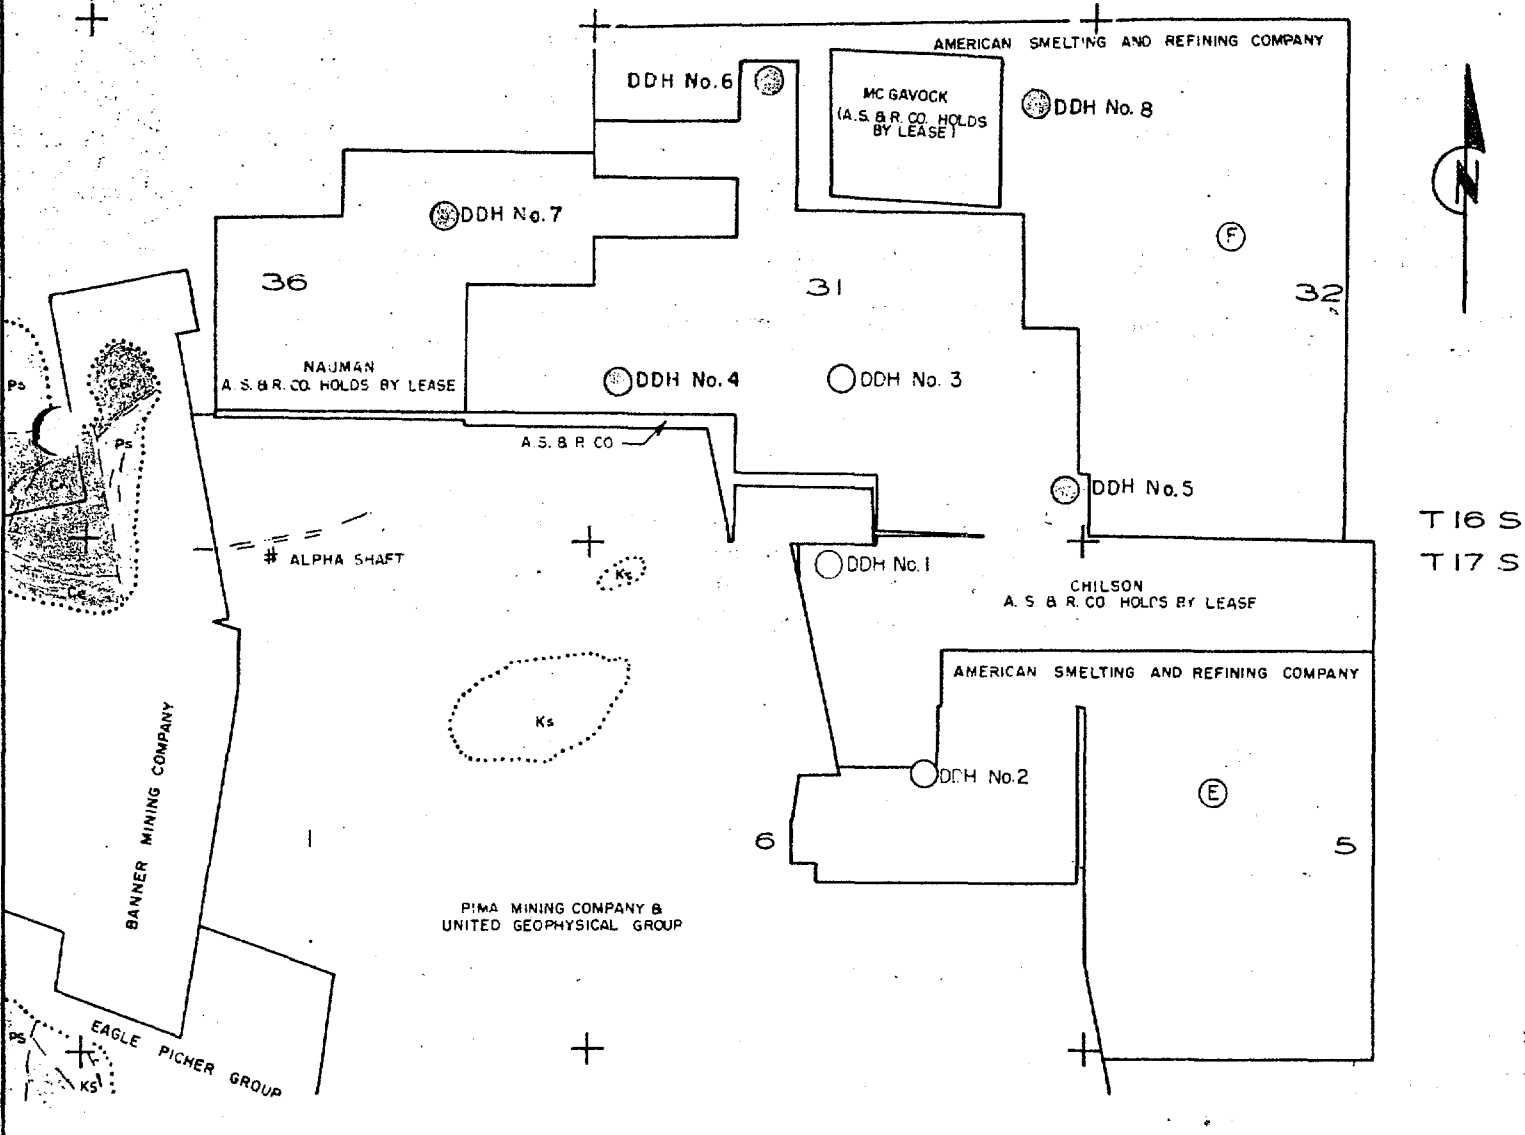 AMERICAN SMELTING AND REFINING COMPANY
DDH No.6
MC GAVOCK
(A.S. & R. CO. HOLDS
BY LEASE)
DDH No. 8
N
DDH No.7
F
36
31
32
NAUMAN
A. S. & R. CO. HOLDS BY LEASE
DDH No. 4
DDH No. 3
Ps
Ps
A.S. & R CO
DDH No.5
T 16 S
T 17 S
# ALPHA SHAFT
Ks
DDH No.1
CHILSON
A. S. & R. CO. HOLDS BY LEASE
AMERICAN SMELTING AND REFINING COMPANY
Ks
BANNER MINING COMPANY
DDH No.2
E
1
6
5
PIMA MINING COMPANY &
UNITED GEOPHYSICAL GROUP
PS
EAGLE PICHER GROUP
KS